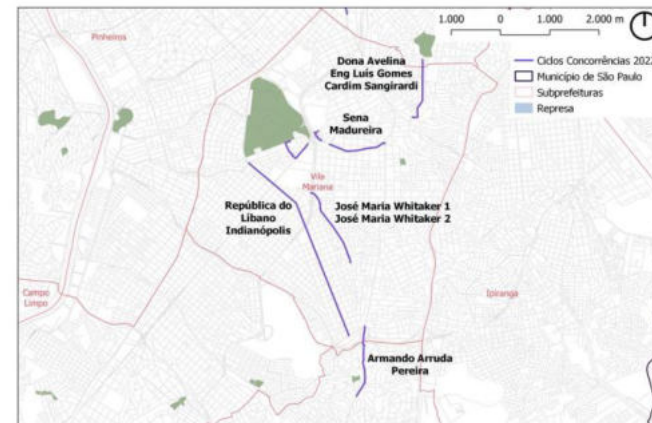 Pinheiros
1.000 0 1.000 2.000 m
Dona Avelina
Eng Luís Gomes
Cardim Sangirardi
Ciclos Concorrências 2022
Município de São Paulo
Subprefeituras
Represa
Sena
Madureira
Vila
Mariana
República do
Líbano
Indianópolis
José Maria Whitaker 1
José Maria Whitaker 2
Campo
Limpo
Ipiranga
Armando Arruda
Pereira